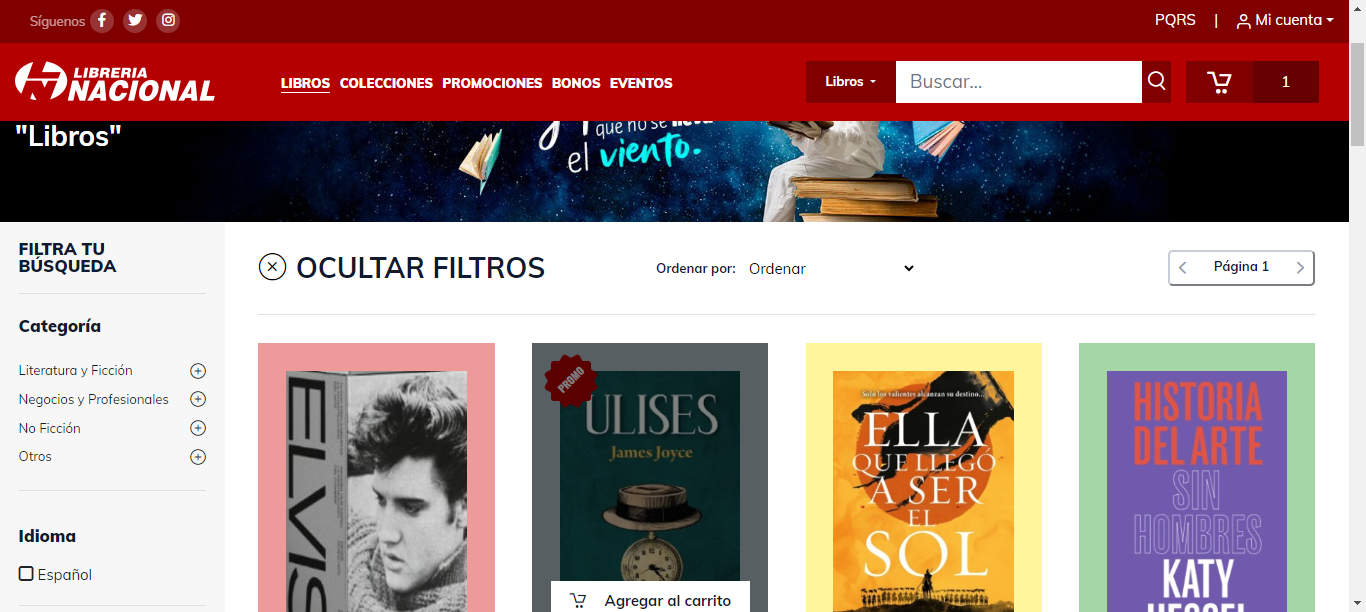 Síguenos
PQRS | Mi cuenta
LIBRERIA
NACIONAL
LIBROS COLECCIONES PROMOCIONES BONOS EVENTOS
Libros
Buscar...
1
"Libros"
que no se lleva
el viento.
FILTRA TU
BÚSQUEDA
OCULTAR FILTROS
Ordenar por: Ordenar
Página 1
Categoría
Literatura y Ficción
Negocios y Profesionales
No Ficción
Otros
Idioma
Español
ELVIS
PROMO
ULISES
James Joyce
Agregar al carrito
Solo los valientes alcanzan su destino...
ELLA
QUE LLEGÓ
A SER
EL
SOL
HISTORIA
DEL ARTE
SIN
HOMBRES
KATY
HESSEL